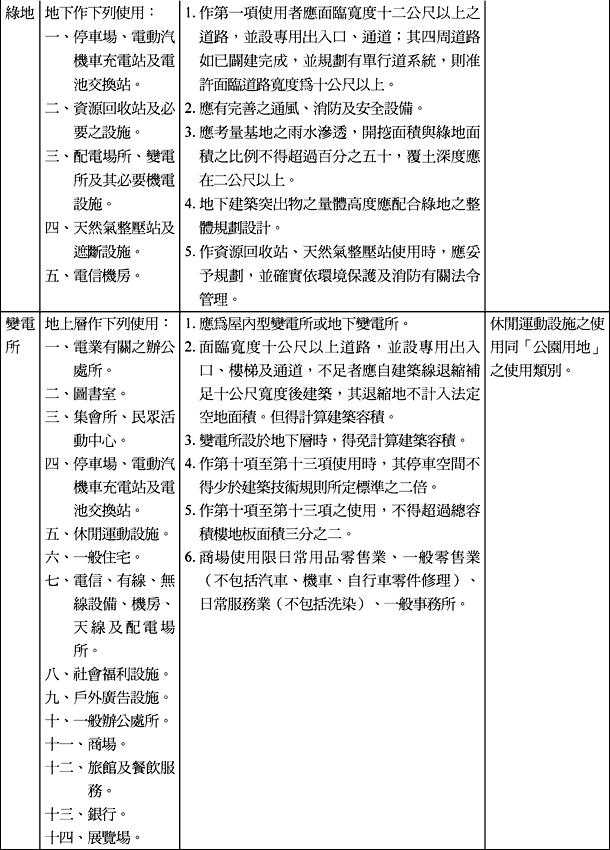 綠地
地下作下列使用：
一、停車場、電動汽
機車充電站及電
池交換站。
二、資源回收站及必
要之設施。
三、配電場所、變電
所及其必要機電
設施。
四、天然氣整壓站及
遮斷設施。
五、電信機房。
1. 作第一項使用者應面臨寬度十二公尺以上之
道路，並設專用出入口、通道；其四周道路
如已闢建完成，並規劃有單行道系統，則准
許面臨道路寬度為十公尺以上。
2. 應有完善之通風、消防及安全設備。
3. 應考量基地之雨水滲透，開挖面積與綠地面
積之比例不得超過百分之五十，覆土深度應
在二公尺以上。
4. 地下建築突出物之量體高度應配合綠地之整
體規劃設計。
5. 作資源回收站、天然氣整壓站使用時，應妥
予規劃，並確實依環境保護及消防有關法令
管理。
變電
所
地上層作下列使用：
一、電業有關之辦公
處所。
二、圖書室。
三、集會所、民眾活
動中心。
四、停車場、電動汽
機車充電站及電
池交換站。
五、休閒運動設施。
六、一般住宅。
七、電信、有線、無
線設備、機房、
天線及配電場
所。
八、社會福利設施。
九、戶外廣告設施。
十、一般辦公處所。
十一、商場。
十二、旅館及餐飲服
務。
十三、銀行。
十四、展覽場。
1. 應為屋內型變電所或地下變電所。
2. 面臨寬度十公尺以上道路，並設專用出入
口、樓梯及通道，不足者應自建築線退縮補
足十公尺寬度後建築，其退縮地不計入法定
空地面積。但得計算建築容積。
3. 變電所設於地下層時，得免計算建築容積。
4. 作第十項至第十三項使用時，其停車空間不
得少於建築技術規則所定標準之二倍。
5. 作第十項至第十三項之使用，不得超過總容
積樓地板面積三分之二。
6. 商場使用限日常用品零售業、一般零售業
（不包括汽車、機車、自行車零件修理）、
日常服務業（不包括洗染）、一般事務所。
休閒運動設施之使
用同「公園用地」
之使用類別。